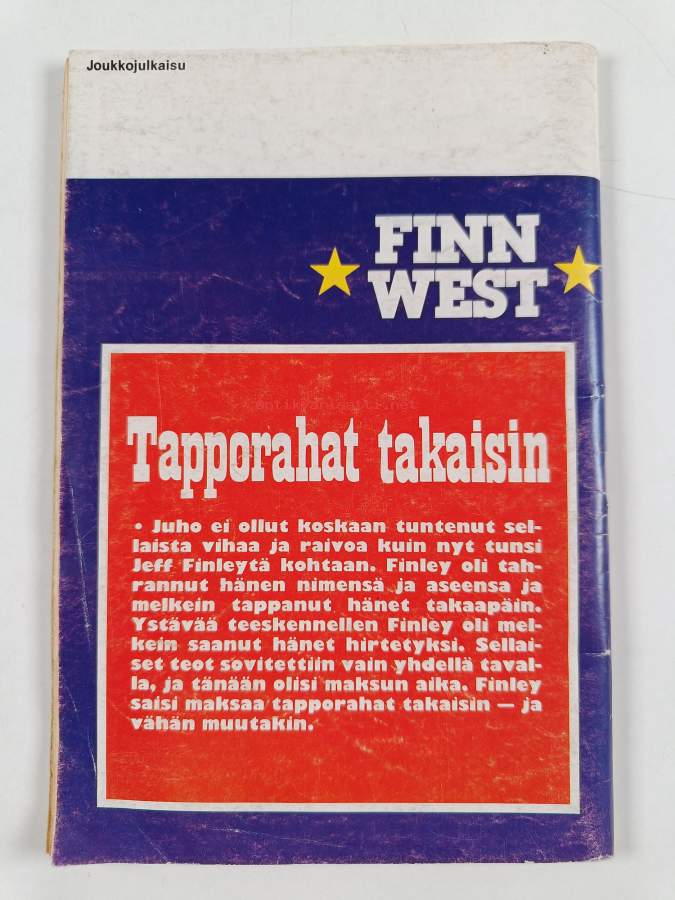 Joukkojulkaisu
FINN
WEST
antikvariaatti.net
Tapporahat takaisin
• Juho ei ollut koskaan tuntenut sel-
laista vihaa ja raivoa kuin nyt tunsi
Jeff Finleytä kohtaan. Finley oli tah-
rannut hänen nimensä ja aseensa ja
melkein tappanut hänet takaapäin.
Ystävää teeskennellen Finley oli mel-
kein saanut hänet hirtetyksi. Sellai-
set teot sovitettiin vain yhdellä taval-
la, ja tänään olisi maksun aika. Finley
saisi maksaa tapporahat takaisin — ja
vähän muutakin.